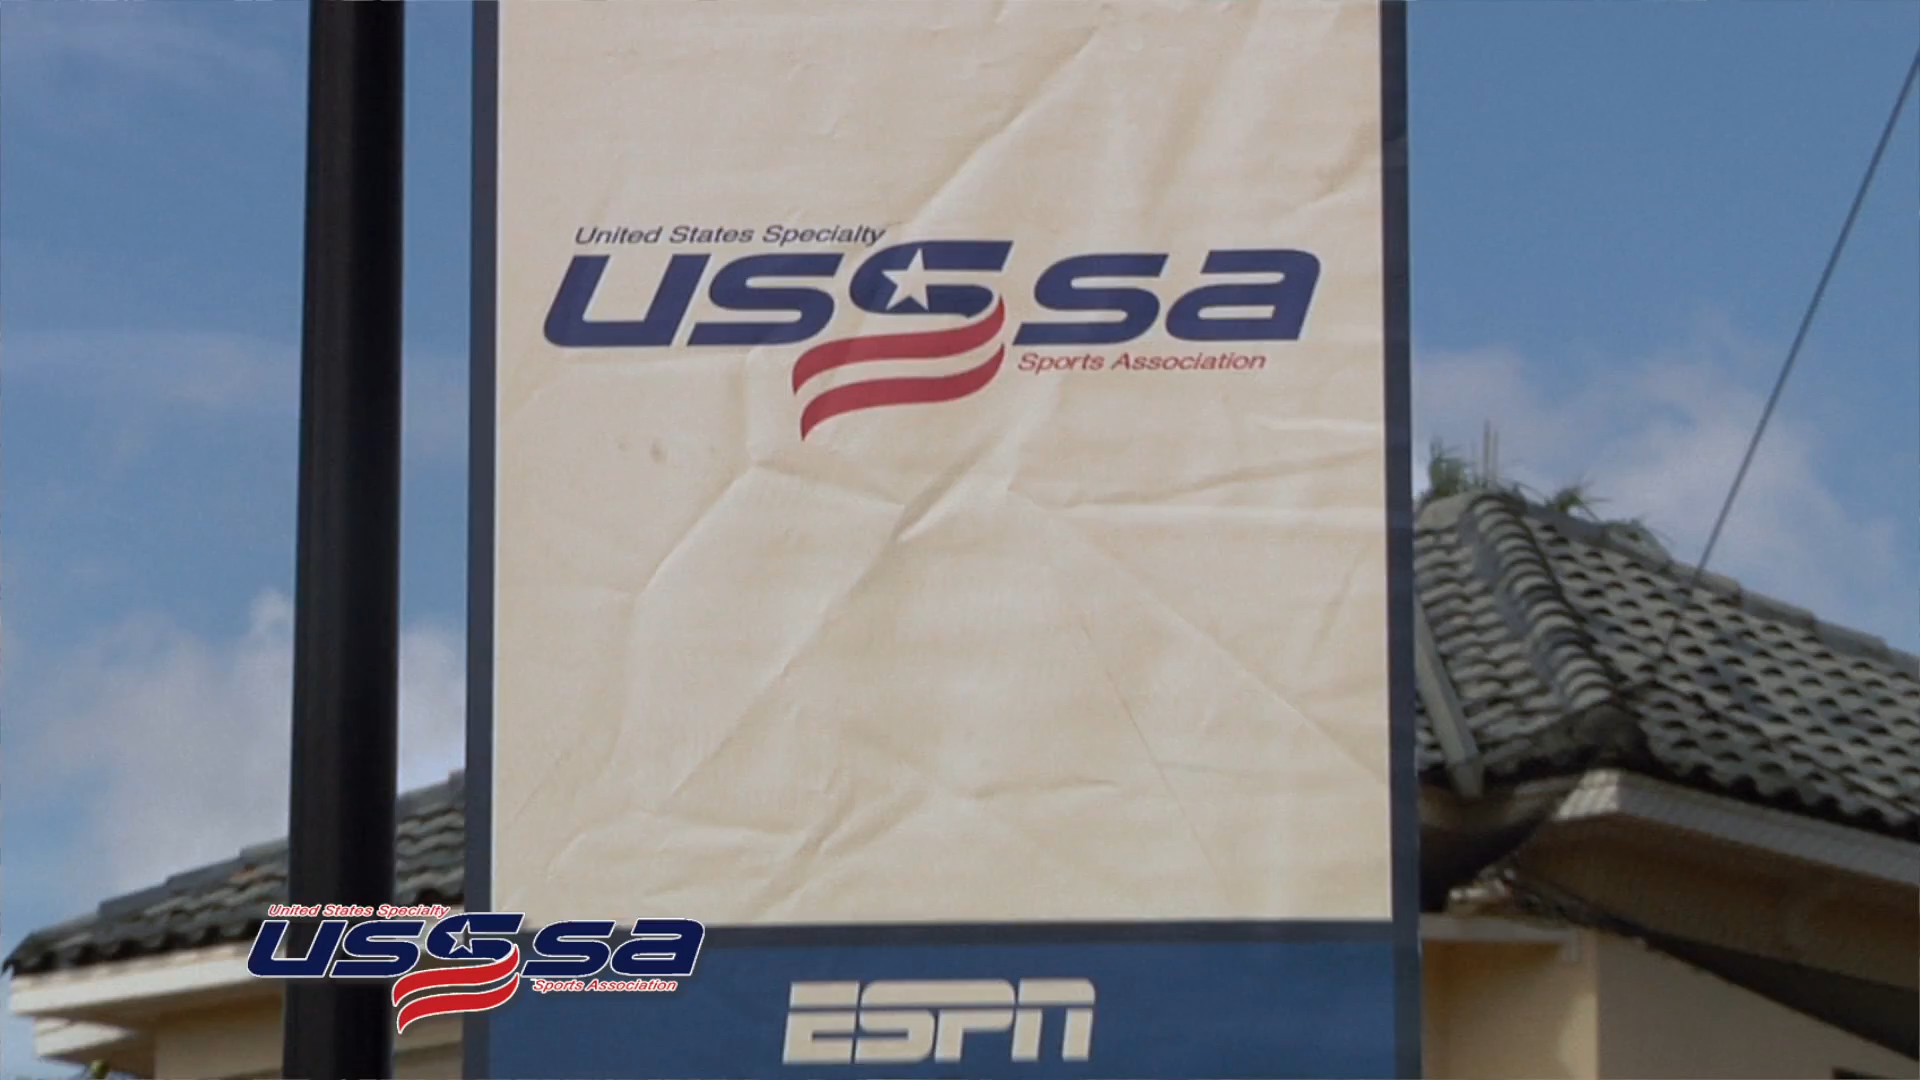 United States Specialty
usssa
Sports Association
United States Specialty
usssa
Sports Association
ESPN